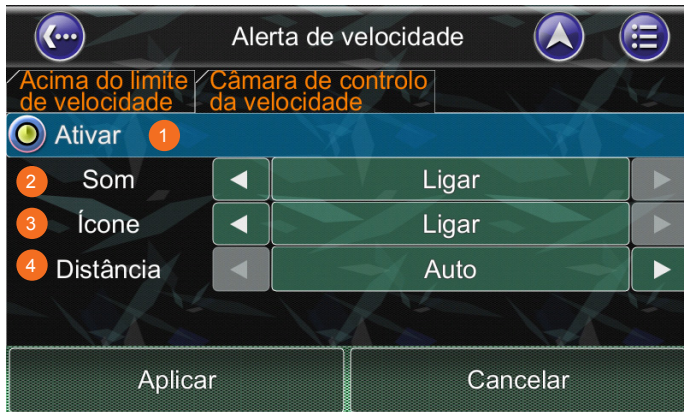 Alerta de velocidade
Acima do limite
de velocidade
Câmara de controlo
da velocidade
Ativar 1
2 Som Ligar
3 Ícone Ligar
4 Distância Auto
Aplicar Cancelar